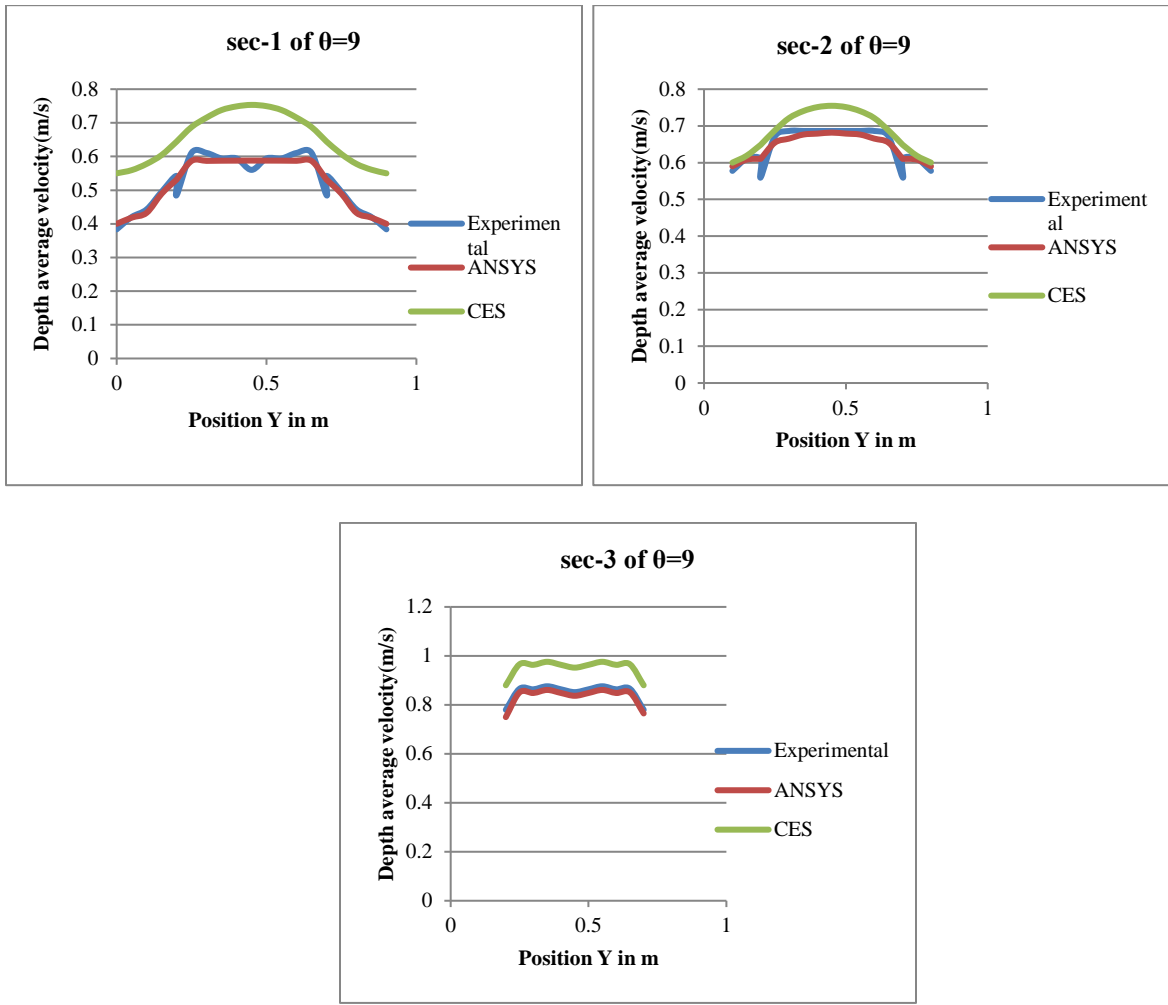 sec-1 of θ=9
Depth average velocity(m/s)
0.8
0.7
0.6
0.5
0.4
0.3
0.2
0.1
0
0
0.5
1
Position Y in m
Experimen
tal
ANSYS
CES
sec-2 of θ=9
Depth average velocity(m/s)
0.8
0.7
0.6
0.5
0.4
0.3
0.2
0.1
0
0
0.5
1
Position Y in m
Experiment
al
ANSYS
CES
sec-3 of θ=9
Depth average velocity(m/s)
1.2
1
0.8
0.6
0.4
0.2
0
0
0.5
1
Position Y in m
Experimental
ANSYS
CES